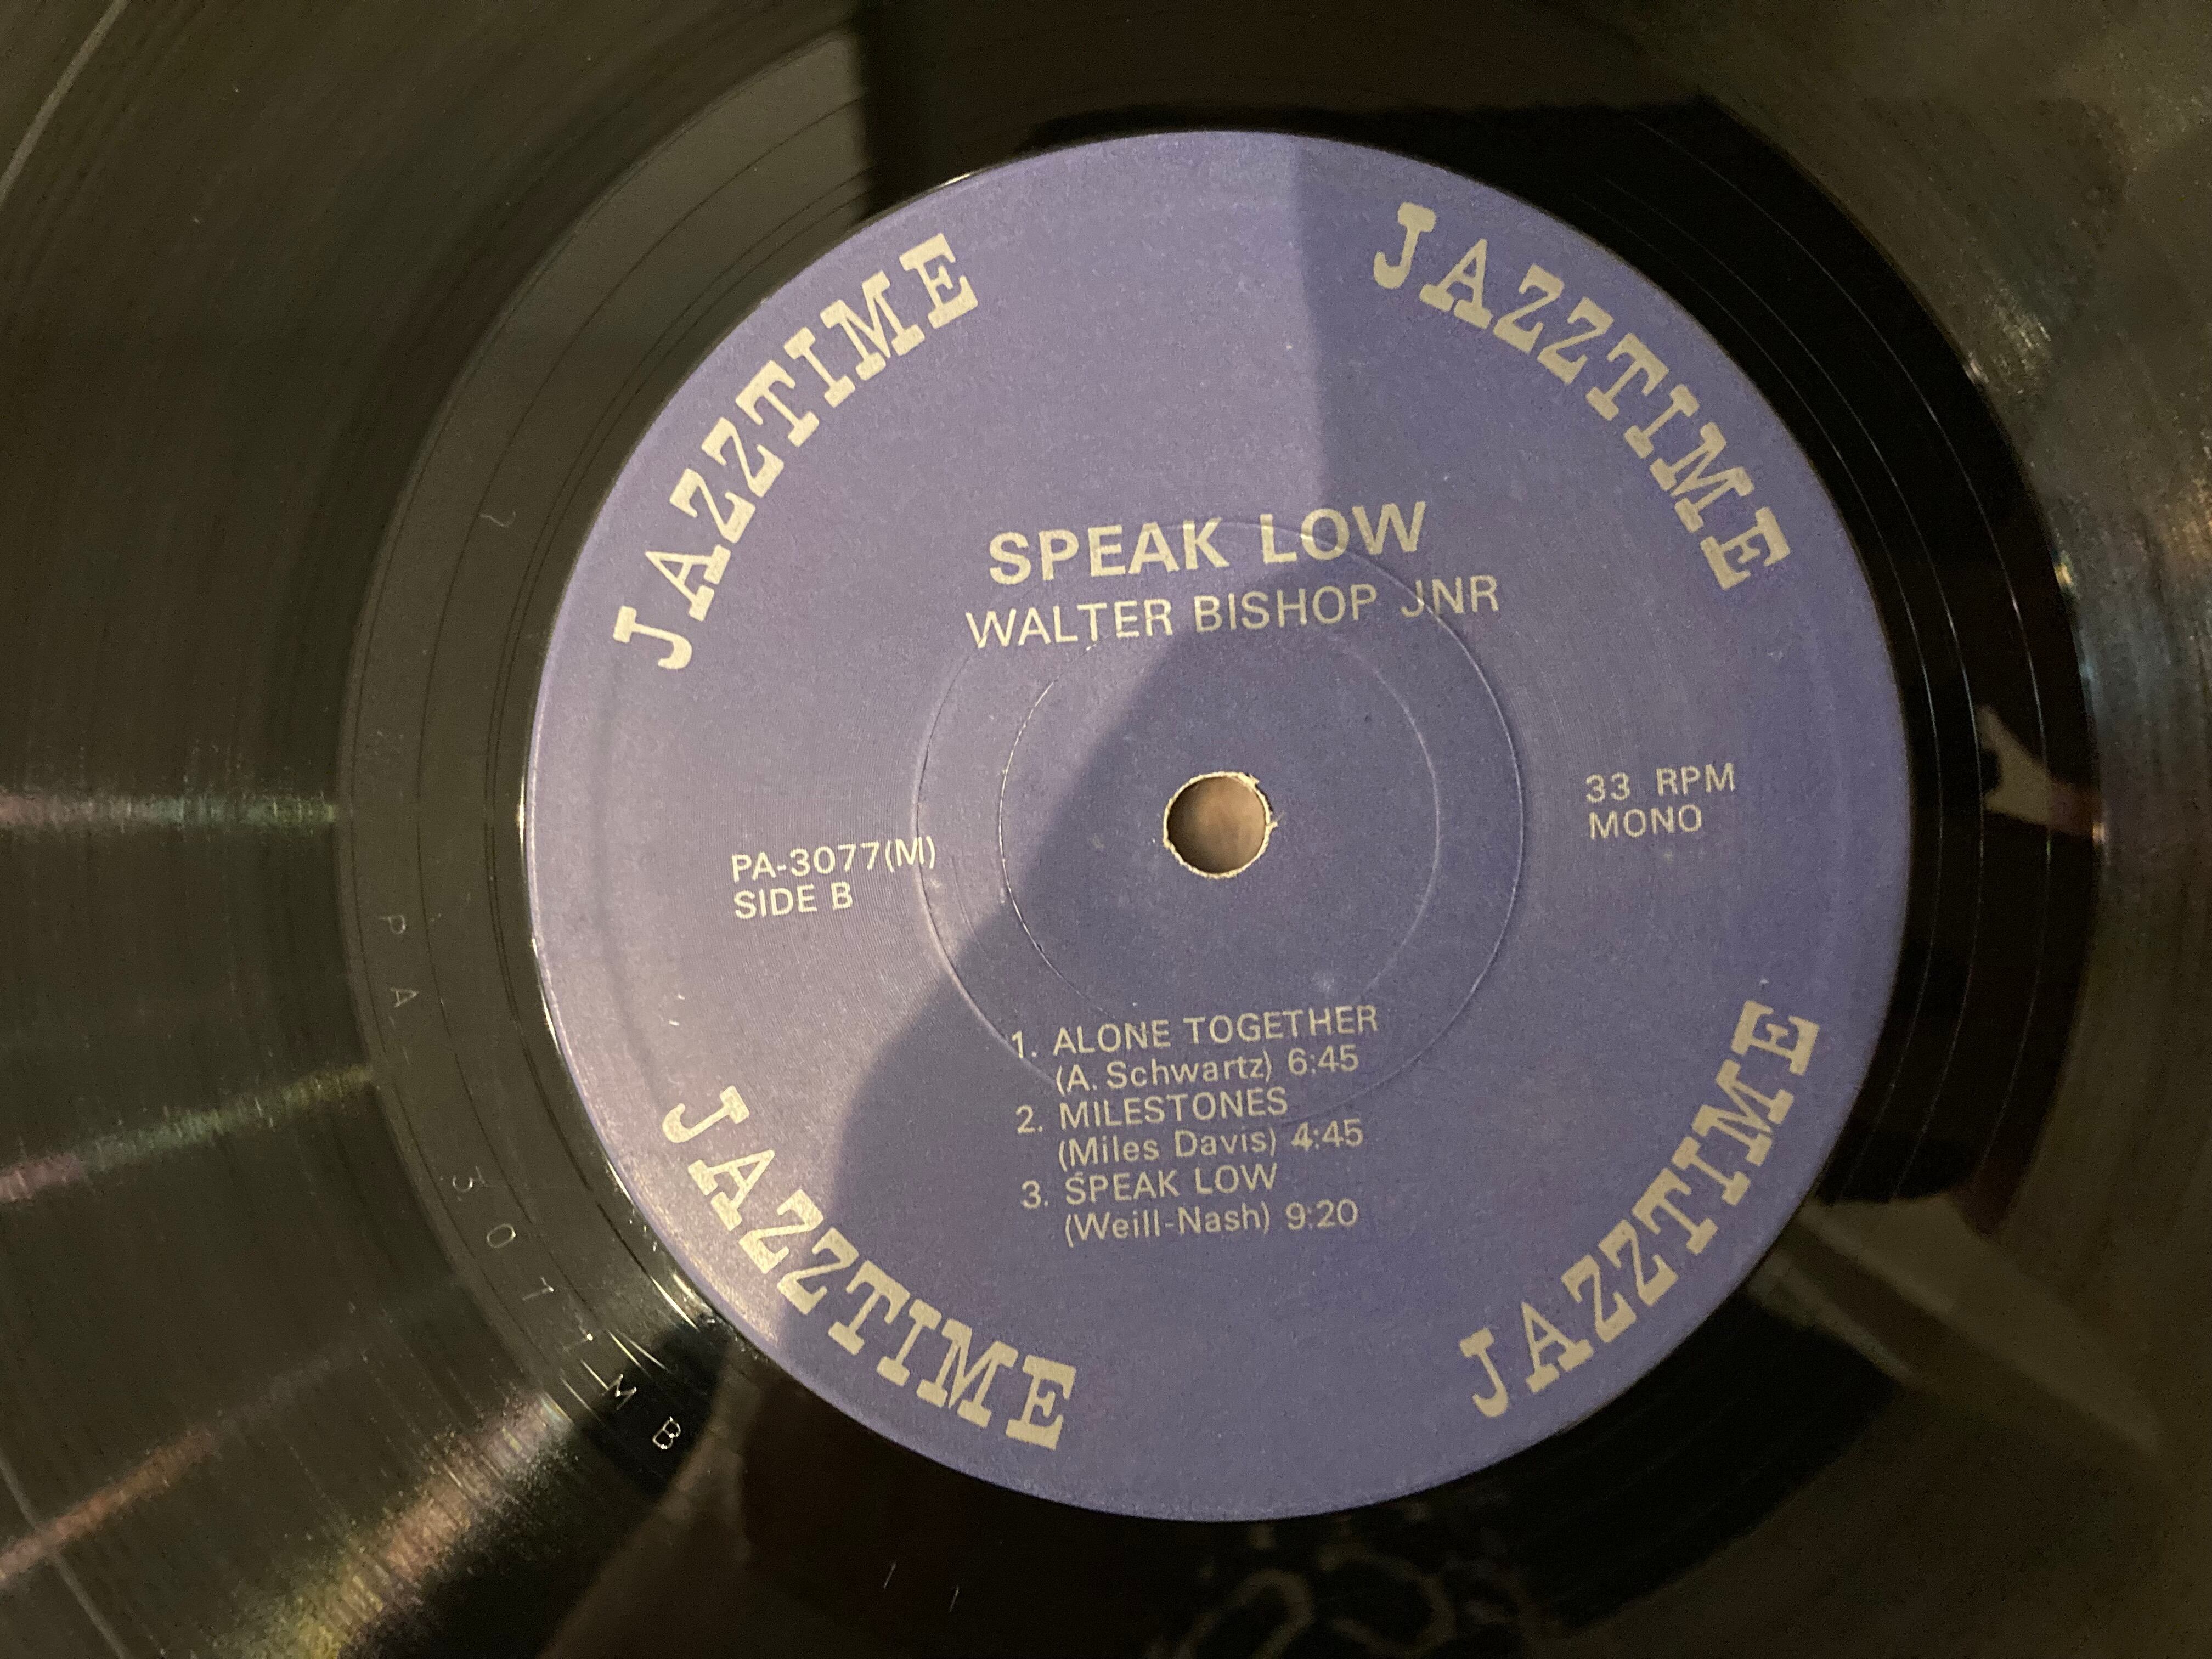 JAZZTIME
JAZZTIME
SPEAK LOW
WALTER BISHOP JNR
33 RPM
MONO
PA-3077(M)
SIDE B
1. ALONE TOGETHER
(A. Schwartz) 6:45
2. MILESTONES
(Miles Davis) 4:45
3. SPEAK LOW
(Weill-Nash) 9:20
JAZZTIME
JAZZTIME